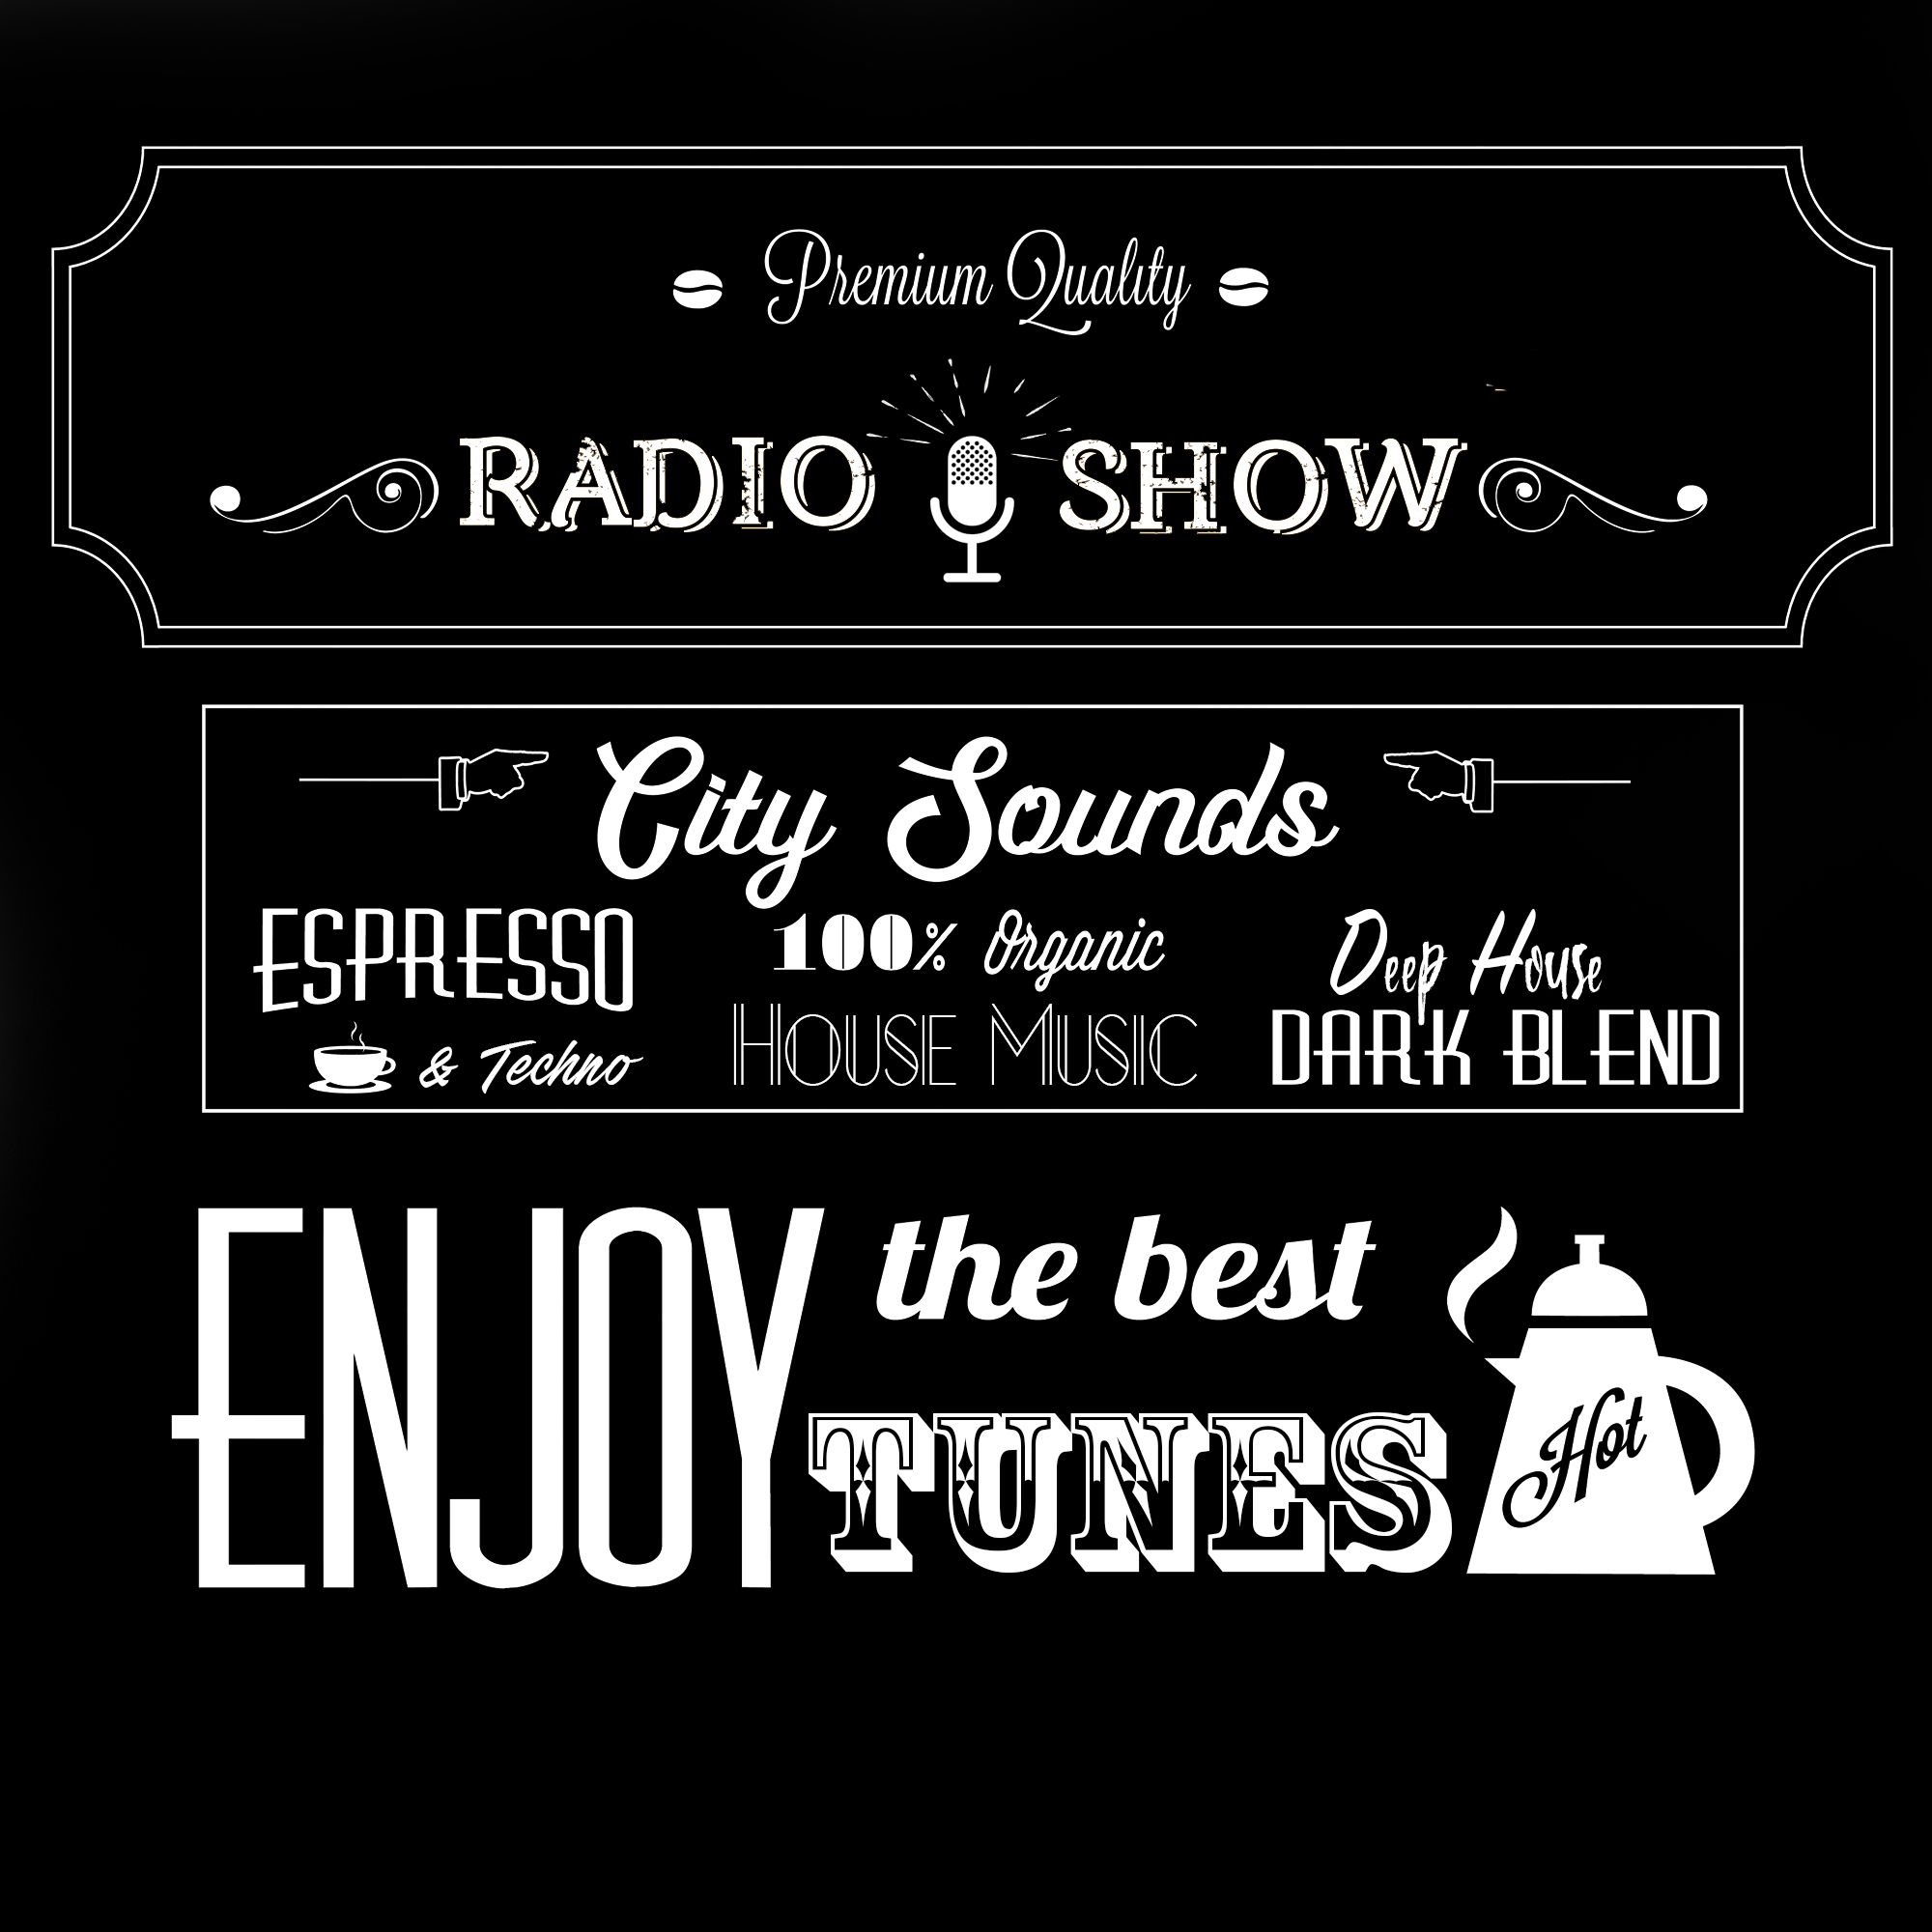 Premium Quality
RADIO SHOW
City Sounds
ESPRESSO
& Techno
100% Organic
HOUSE MUSIC
Deep House
DARK BLEND
ENJOY
the best
TUNES
Hot